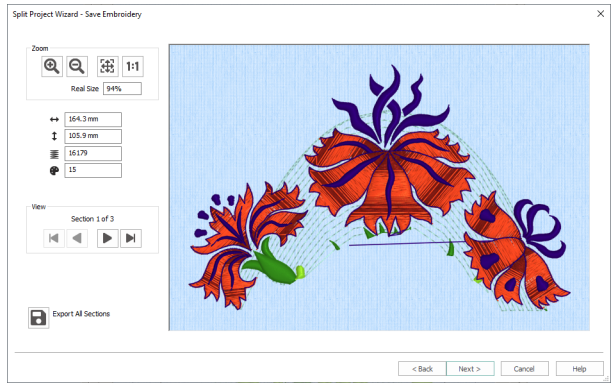 Split Project Wizard - Save Embroidery
Zoom
1:1
Real Size 94%
164.3 mm
105.9 mm
16179
15
View
Section 1 of 3
Export All Sections
< Back Next > Cancel Help